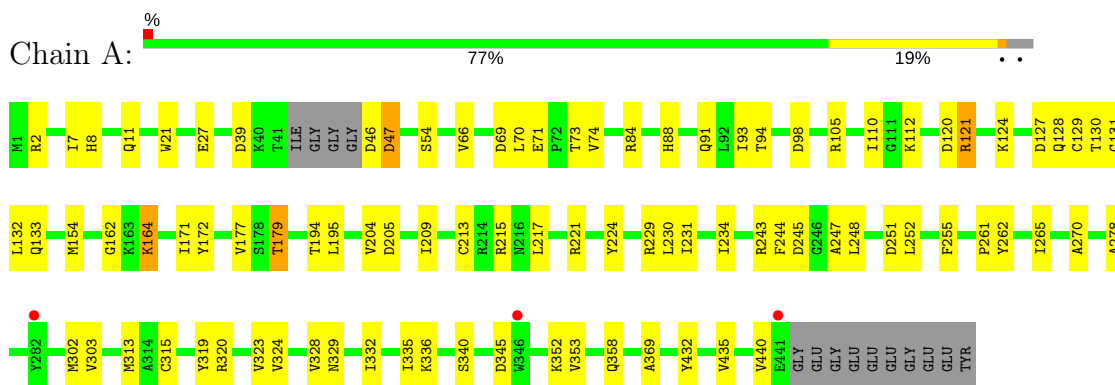 %
Chain A:
77% 19% • •
M1 R2 I7 H8 Q11 W21 E27 D39 K40 T41 ILE GLY GLY GLY D46 D47 S54 V66 D69 L70 E71 P72 T73 V74 R84 H88 Q91 L92 I93 T94 D98 R105 I110 G111 K112 D120 R121 K124 D127 Q128 C129 T130 G131
L132 Q133 M154 G162 K163 K164 I171 Y172 V177 S178 T179 T194 L195 V204 D205 I209 C213 R214 R215 N216 L217 R221 Y224 R229 L230 I231 I234 R243 F244 D245 G246 A247 L248 D251 L252 F255 P261 Y262 I265 A270 A278
Y282 M302 V303 M313 A314 C315 Y319 R320 V323 V324 V328 N329 I332 I335 K336 S340 D345 W346 K352 V353 Q358 A369 Y432 V435 V440 E441 GLY GLU GLY GLU GLU GLU GLY GLU GLU TYR